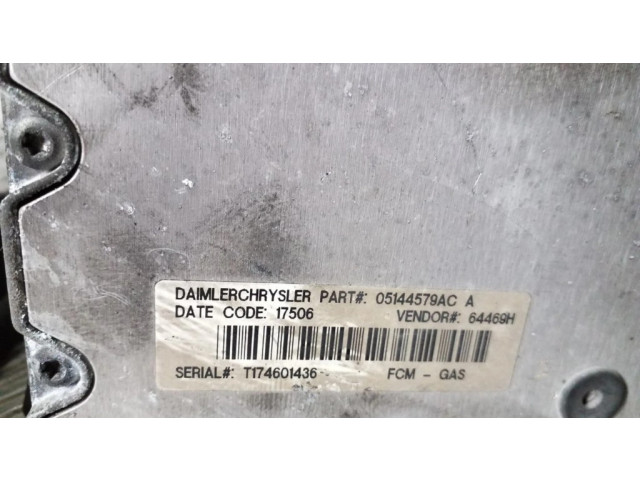 DAIMLERCHRYSLER PART#: 05144579AC A
DATE CODE: 17506 VENDOR#: 64469H
SERIAL#: T174601436 FCM - GAS